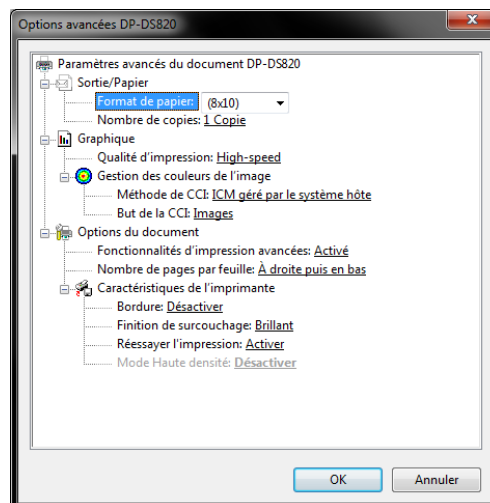 Options avancées DP-DS820
Paramètres avancés du document DP-DS820
Sortie/Papier
Format de papier: (8x10)
Nombre de copies: 1 Copie
Graphique
Qualité d'impression: High-speed
Gestion des couleurs de l'image
Méthode de CCI: ICM géré par le système hôte
But de la CCI: Images
Options du document
Fonctionnalités d'impression avancées: Activé
Nombre de pages par feuille: À droite puis en bas
Caractéristiques de l'imprimante
Bordure: Désactiver
Finition de surcouchage: Brillant
Réessayer l'impression: Activer
Mode Haute densité: Désactiver
OK Annuler